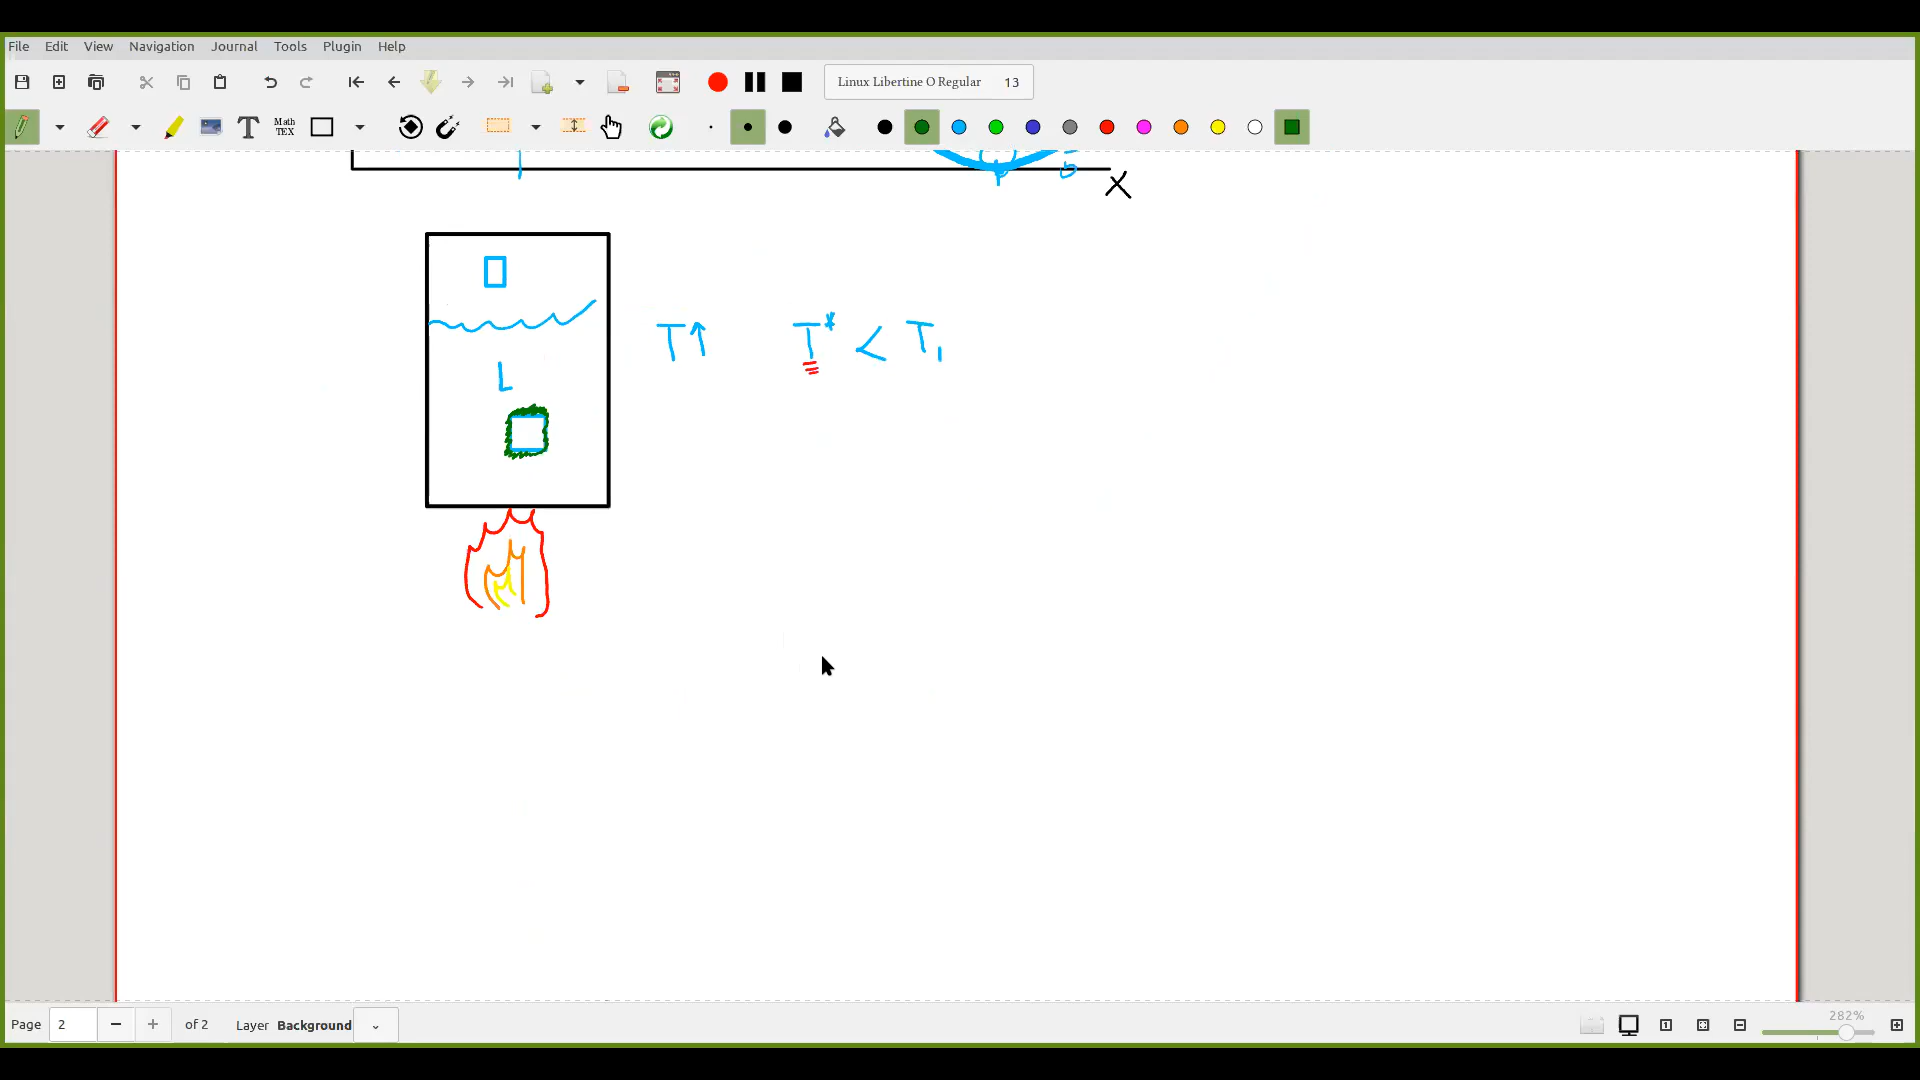 File Edit View Navigation Journal Tools Plugin Help
Linux Libertine O Regular 13
Math
TEX
X
T↑ T* < T₁
L
Page 2 of 2 Layer Background 282%